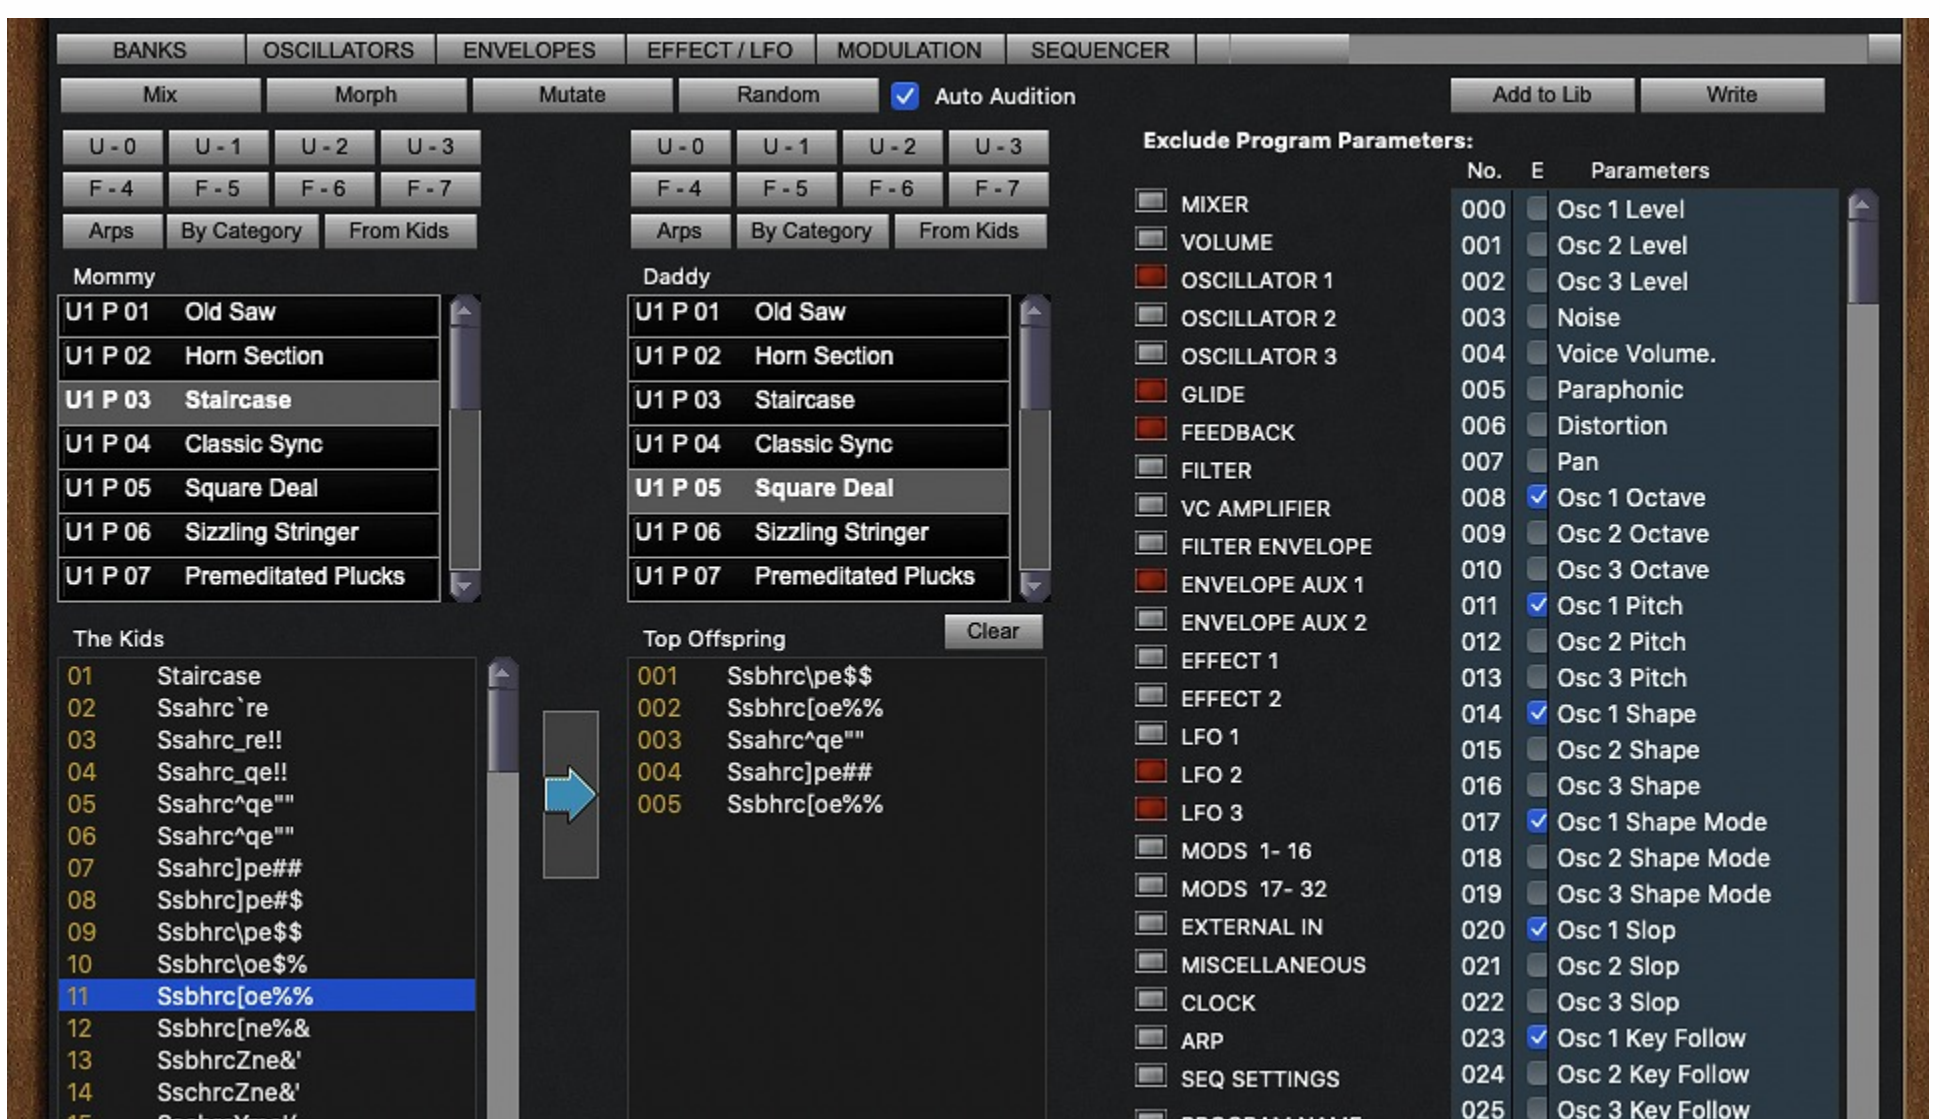 BANKS OSCILLATORS ENVELOPES EFFECT / LFO MODULATION SEQUENCER
Mix Morph Mutate Random Auto Audition Add to Lib Write
U - 0 U - 1 U - 2 U - 3
F - 4 F - 5 F - 6 F - 7
Arps By Category From Kids
Mommy
U1 P 01 Old Saw
U1 P 02 Horn Section
U1 P 03 Staircase
U1 P 04 Classic Sync
U1 P 05 Square Deal
U1 P 06 Sizzling Stringer
U1 P 07 Premeditated Plucks
U - 0 U - 1 U - 2 U - 3
F - 4 F - 5 F - 6 F - 7
Arps By Category From Kids
Daddy
U1 P 01 Old Saw
U1 P 02 Horn Section
U1 P 03 Staircase
U1 P 04 Classic Sync
U1 P 05 Square Deal
U1 P 06 Sizzling Stringer
U1 P 07 Premeditated Plucks
The Kids
01 Staircase
02 Ssahrc`re
03 Ssahrc_re!!
04 Ssahrc_qe!!
05 Ssahrc^qe""
06 Ssahrc^qe""
07 Ssahrc]pe##
08 Ssbhrc]pe#$
09 Ssbhrc\pe$$
10 Ssbhrc\oe$%
11 Ssbhrc[oe%%
12 Ssbhrc[ne%&
13 SsbhrcZne&'
14 SschrcZne&'
Top Offspring Clear
001 Ssbhrc\pe$$
002 Ssbhrc[oe%%
003 Ssahrc^qe""
004 Ssahrc]pe##
005 Ssbhrc[oe%%
Exclude Program Parameters:
MIXER
VOLUME
OSCILLATOR 1
OSCILLATOR 2
OSCILLATOR 3
GLIDE
FEEDBACK
FILTER
VC AMPLIFIER
FILTER ENVELOPE
ENVELOPE AUX 1
ENVELOPE AUX 2
EFFECT 1
EFFECT 2
LFO 1
LFO 2
LFO 3
MODS 1- 16
MODS 17- 32
EXTERNAL IN
MISCELLANEOUS
CLOCK
ARP
SEQ SETTINGS
PROGRAM NAME
No. E Parameters
000 Osc 1 Level
001 Osc 2 Level
002 Osc 3 Level
003 Noise
004 Voice Volume.
005 Paraphonic
006 Distortion
007 Pan
008 Osc 1 Octave
009 Osc 2 Octave
010 Osc 3 Octave
011 Osc 1 Pitch
012 Osc 2 Pitch
013 Osc 3 Pitch
014 Osc 1 Shape
015 Osc 2 Shape
016 Osc 3 Shape
017 Osc 1 Shape Mode
018 Osc 2 Shape Mode
019 Osc 3 Shape Mode
020 Osc 1 Slop
021 Osc 2 Slop
022 Osc 3 Slop
023 Osc 1 Key Follow
024 Osc 2 Key Follow
025 Osc 3 Key Follow